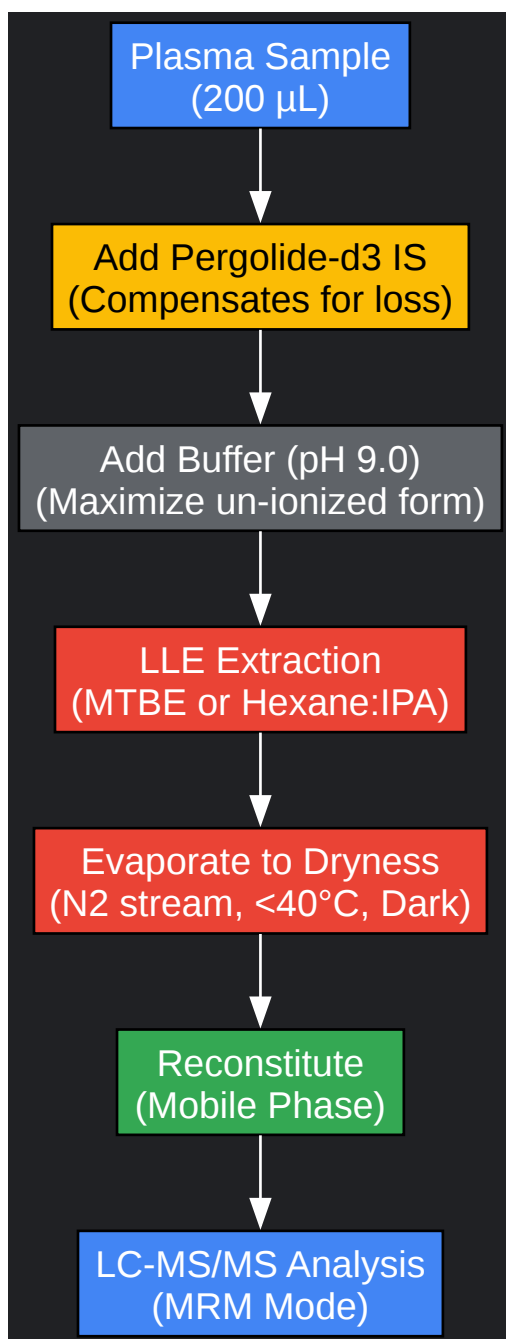 Plasma Sample
(200 µL)
Add Pergolide-d3 IS
(Compensates for loss)
Add Buffer (pH 9.0)
(Maximize un-ionized form)
LLE Extraction
(MTBE or Hexane:IPA)
Evaporate to Dryness
(N2 stream, <40°C, Dark)
Reconstitute
(Mobile Phase)
LC-MS/MS Analysis
(MRM Mode)